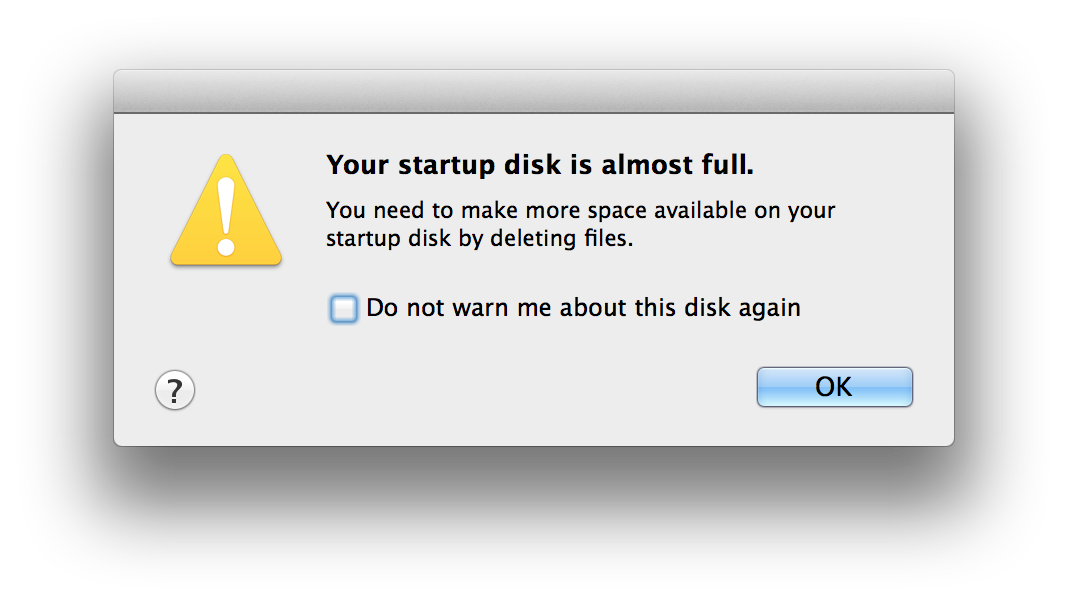 Your startup disk is almost full.
You need to make more space available on your
startup disk by deleting files.
Do not warn me about this disk again
?
OK